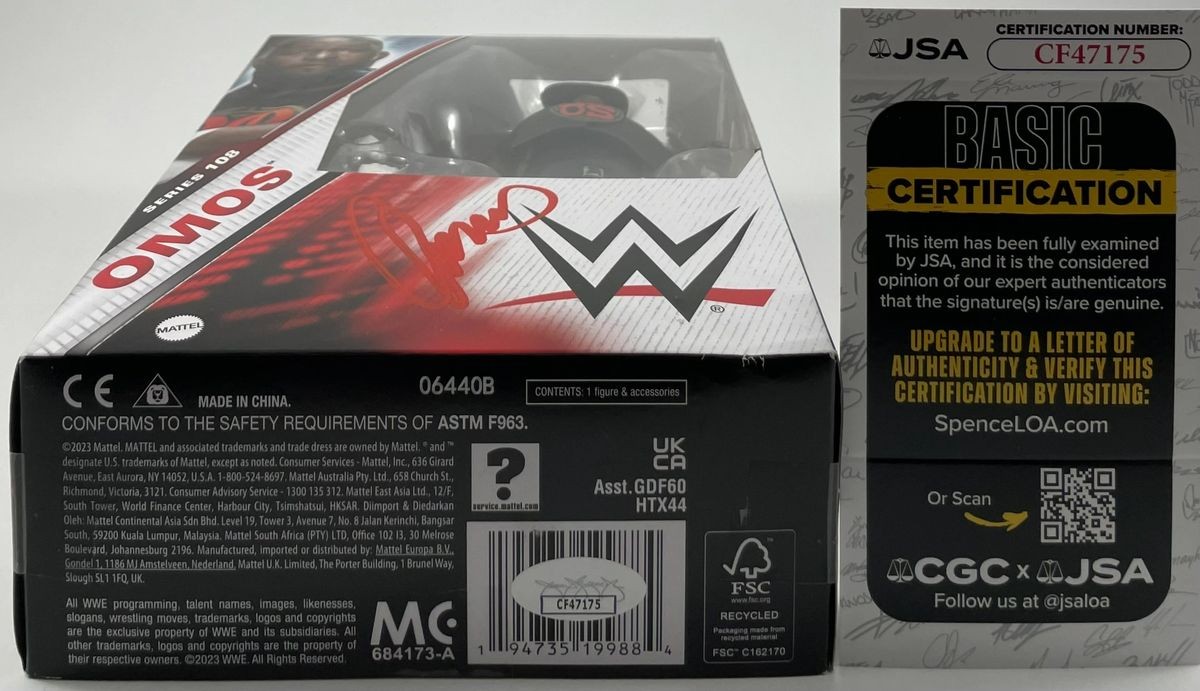 SERIES 108
OMOS™
OS
W ®
MATTEL
CE
MADE IN CHINA.
06440B
CONTENTS: 1 figure & accessories
CONFORMS TO THE SAFETY REQUIREMENTS OF ASTM F963.
©2023 Mattel. MATTEL and associated trademarks and trade dress are owned by Mattel. ® and ™
designate U.S. trademarks of Mattel, except as noted. Consumer Services - Mattel, Inc., 636 Girard
Avenue, East Aurora, NY 14052, U.S.A. 1-800-524-8697. Mattel Australia Pty. Ltd., 658 Church St.,
Richmond, Victoria, 3121. Consumer Advisory Service - 1300 135 312. Mattel East Asia Ltd., 12/F,
South Tower, World Finance Center, Harbour City, Tsimshatsui, HKSAR. Diimport & Diedarkan
Oleh: Mattel Continental Asia Sdn Bhd. Level 19, Tower 3, Avenue 7, No. 8 Jalan Kerinchi, Bangsar
South, 59200 Kuala Lumpur, Malaysia. Mattel South Africa (PTY) LTD, Office 102 I3, 30 Melrose
Boulevard, Johannesburg 2196. Manufactured, imported or distributed by: Mattel Europa B.V.,
Gondel 1, 1186 MJ Amstelveen, Nederland. Mattel U.K. Limited, The Porter Building, 1 Brunel Way,
Slough SL1 1FQ, UK.
All WWE programming, talent names, images, likenesses,
slogans, wrestling moves, trademarks, logos and copyrights
are the exclusive property of WWE and its subsidiaries. All
other trademarks, logos and copyrights are the property of
their respective owners. ©2023 WWE. All Rights Reserved.
MC
684173-A
?
service.mattel.com
UK
CA
Asst.GDF60
HTX44
CF47175
1 94735 19988 4
FSC
www.fsc.org
RECYCLED
Packaging made from
recycled material
FSC™ C162170
JSA
CERTIFICATION NUMBER:
CF47175
BASIC
CERTIFICATION
This item has been fully examined
by JSA, and it is the considered
opinion of our expert authenticators
that the signature(s) is/are genuine.
UPGRADE TO A LETTER OF
AUTHENTICITY & VERIFY THIS
CERTIFICATION BY VISITING:
SpenceLOA.com
Or Scan
CGC x JSA
Follow us at @jsaloa